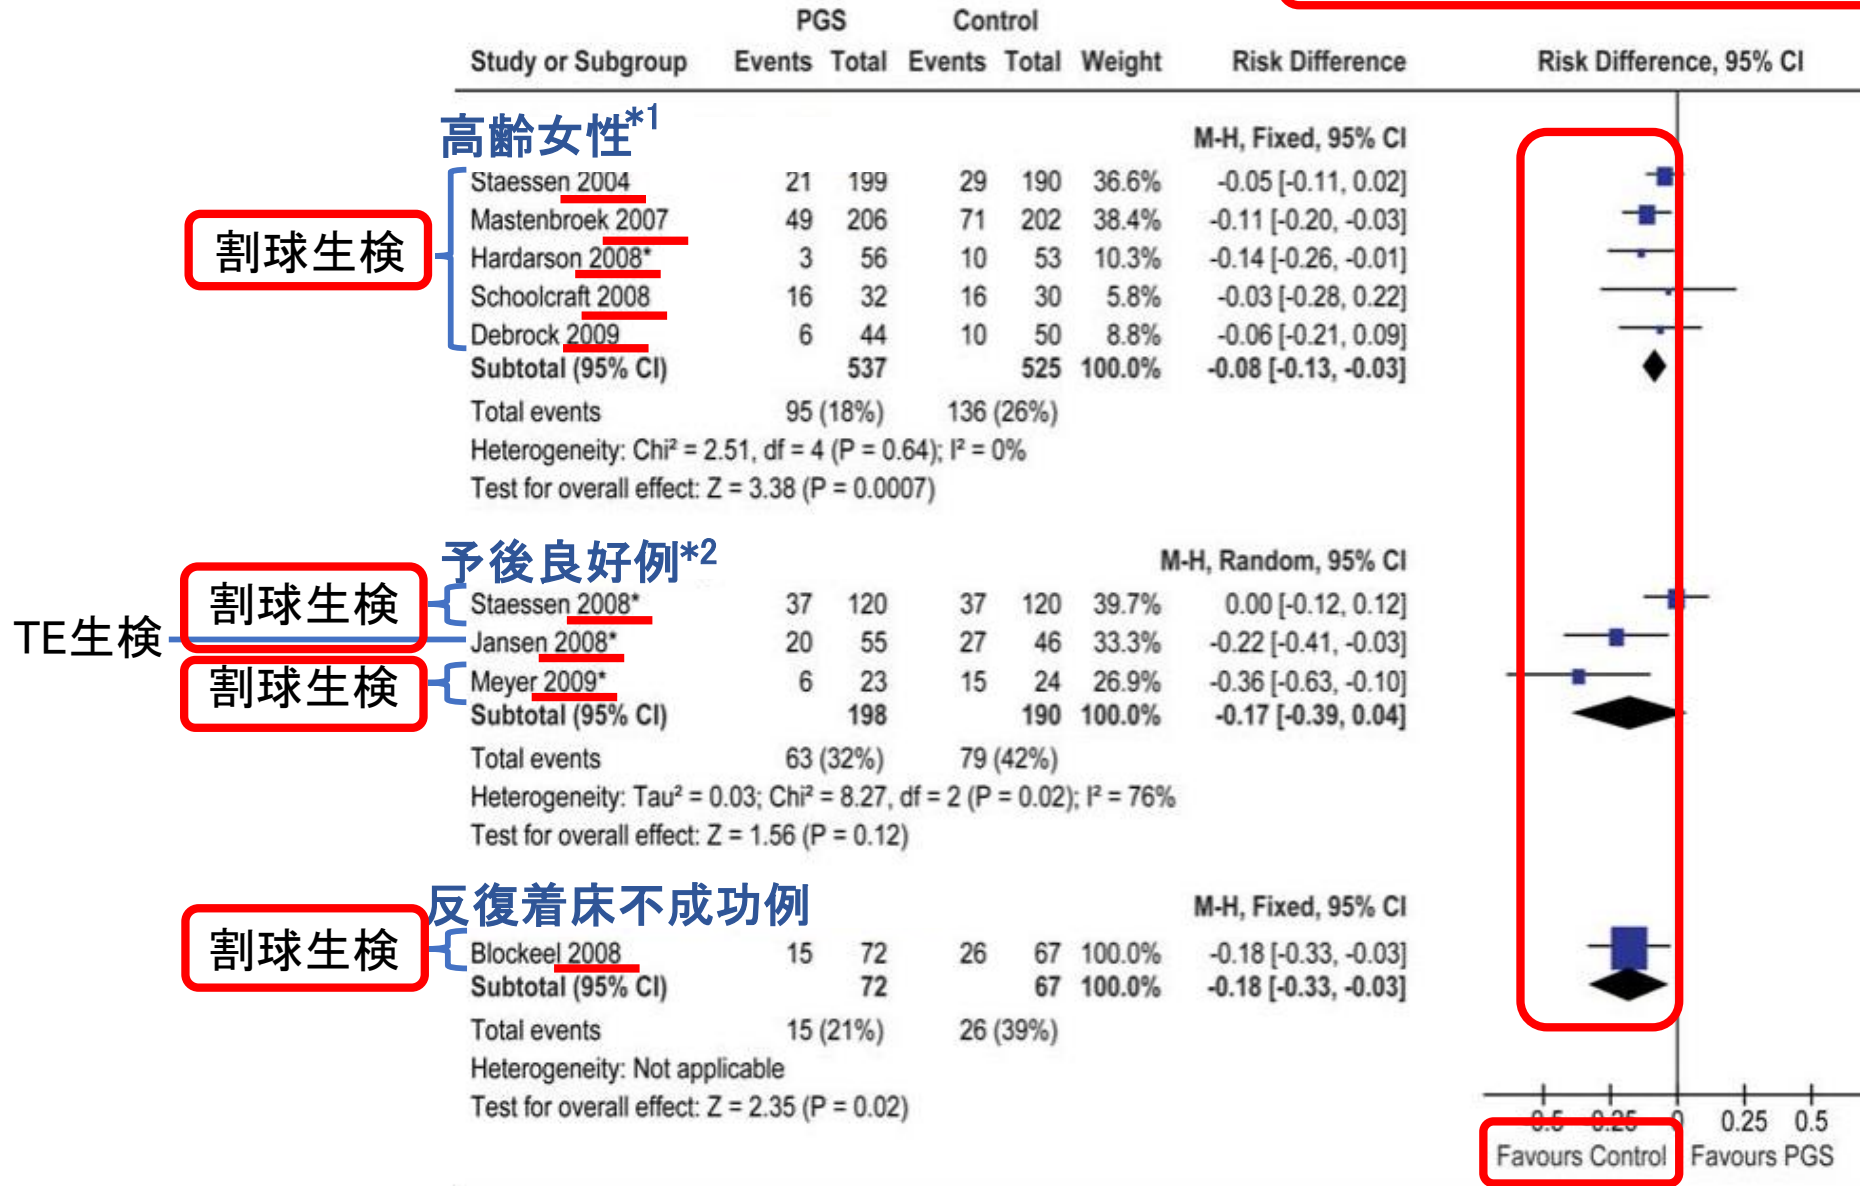 PGS Control
Study or Subgroup Events Total Events Total Weight Risk Difference Risk Difference, 95% CI
高齢女性*1
M-H, Fixed, 95% CI
割球生検
Staessen 2004 21 199 29 190 36.6% -0.05 [-0.11, 0.02]
Mastenbroek 2007 49 206 71 202 38.4% -0.11 [-0.20, -0.03]
Hardarson 2008* 3 56 10 53 10.3% -0.14 [-0.26, -0.01]
Schoolcraft 2008 16 32 16 30 5.8% -0.03 [-0.28, 0.22]
Debrock 2009 6 44 10 50 8.8% -0.06 [-0.21, 0.09]
Subtotal (95% CI) 537 525 100.0% -0.08 [-0.13, -0.03]
Total events 95 (18%) 136 (26%)
Heterogeneity: Chi² = 2.51, df = 4 (P = 0.64); I² = 0%
Test for overall effect: Z = 3.38 (P = 0.0007)
予後良好例*2
M-H, Random, 95% CI
割球生検 Staessen 2008* 37 120 37 120 39.7% 0.00 [-0.12, 0.12]
TE生検 Jansen 2008* 20 55 27 46 33.3% -0.22 [-0.41, -0.03]
割球生検 Meyer 2009* 6 23 15 24 26.9% -0.36 [-0.63, -0.10]
Subtotal (95% CI) 198 190 100.0% -0.17 [-0.39, 0.04]
Total events 63 (32%) 79 (42%)
Heterogeneity: Tau² = 0.03; Chi² = 8.27, df = 2 (P = 0.02); I² = 76%
Test for overall effect: Z = 1.56 (P = 0.12)
反復着床不成功例
M-H, Fixed, 95% CI
割球生検 Blockeel 2008 15 72 26 67 100.0% -0.18 [-0.33, -0.03]
Subtotal (95% CI) 72 67 100.0% -0.18 [-0.33, -0.03]
Total events 15 (21%) 26 (39%)
Heterogeneity: Not applicable
Test for overall effect: Z = 2.35 (P = 0.02)
-0.5 -0.25 0 0.25 0.5
Favours Control Favours PGS